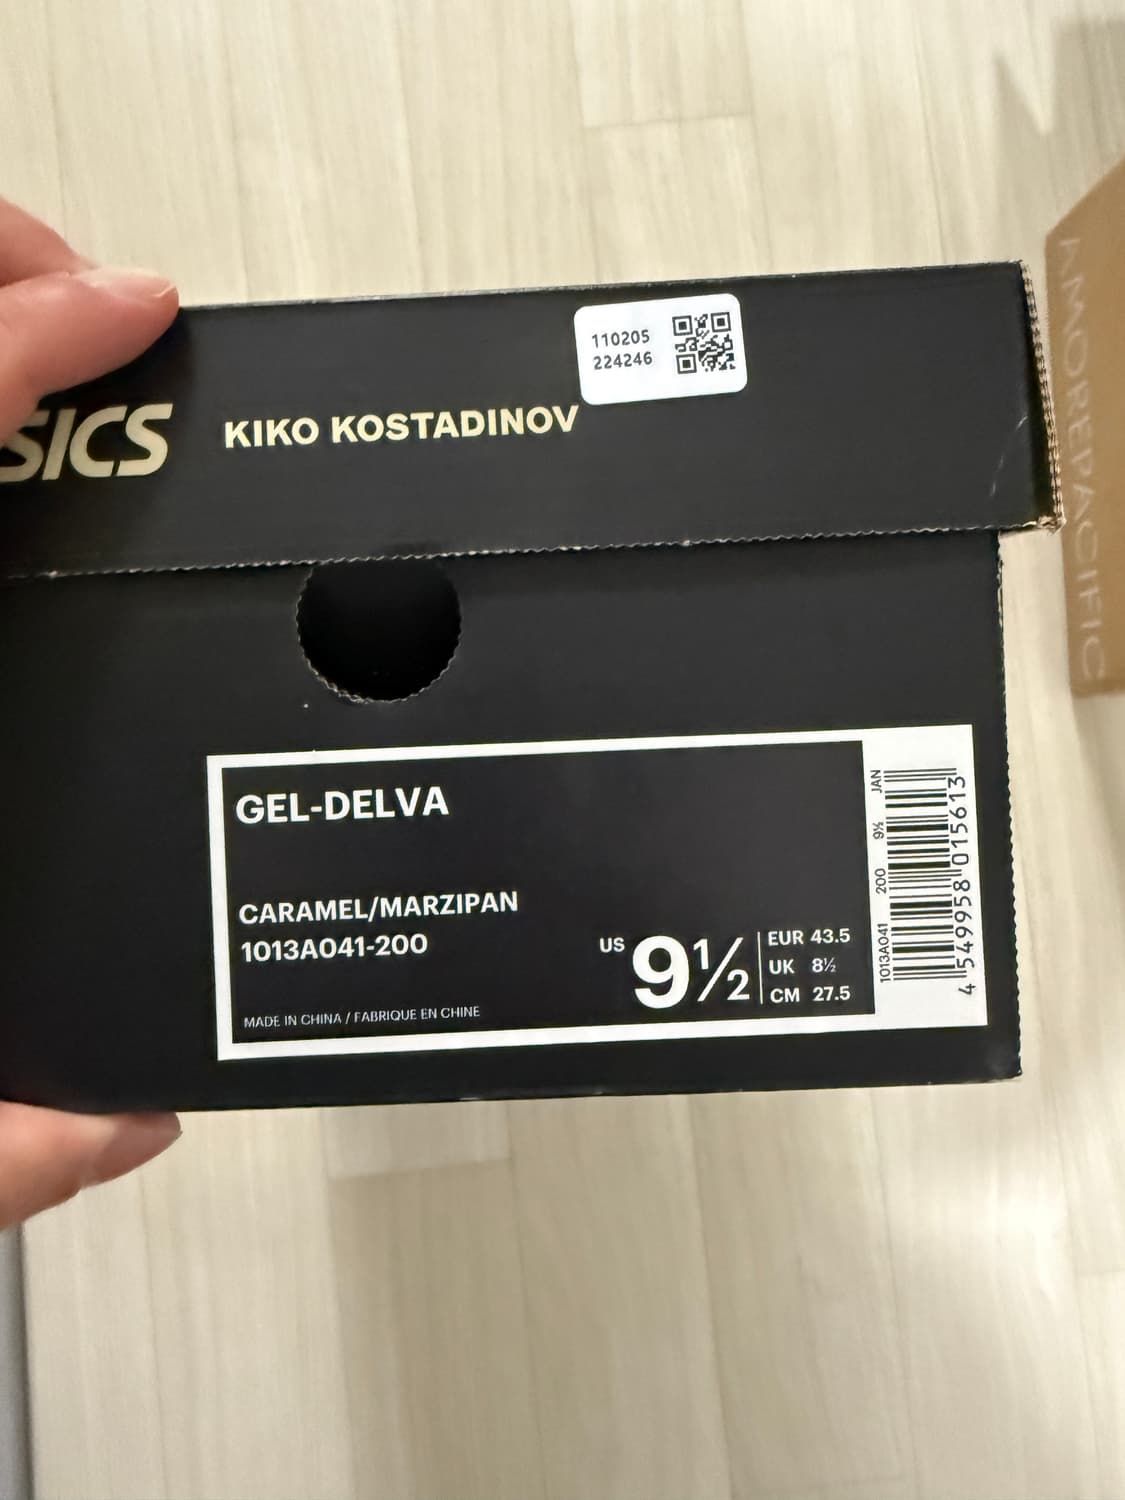 110205
224246
SICS KIKO KOSTADINOV
AMOREPACIFIC
GEL-DELVA
CARAMEL/MARZIPAN
1013A041-200
MADE IN CHINA / FABRIQUE EN CHINE
US 9½
EUR 43.5
UK 8½
CM 27.5
1013A041 200 9½ JAN
4 549958 015613